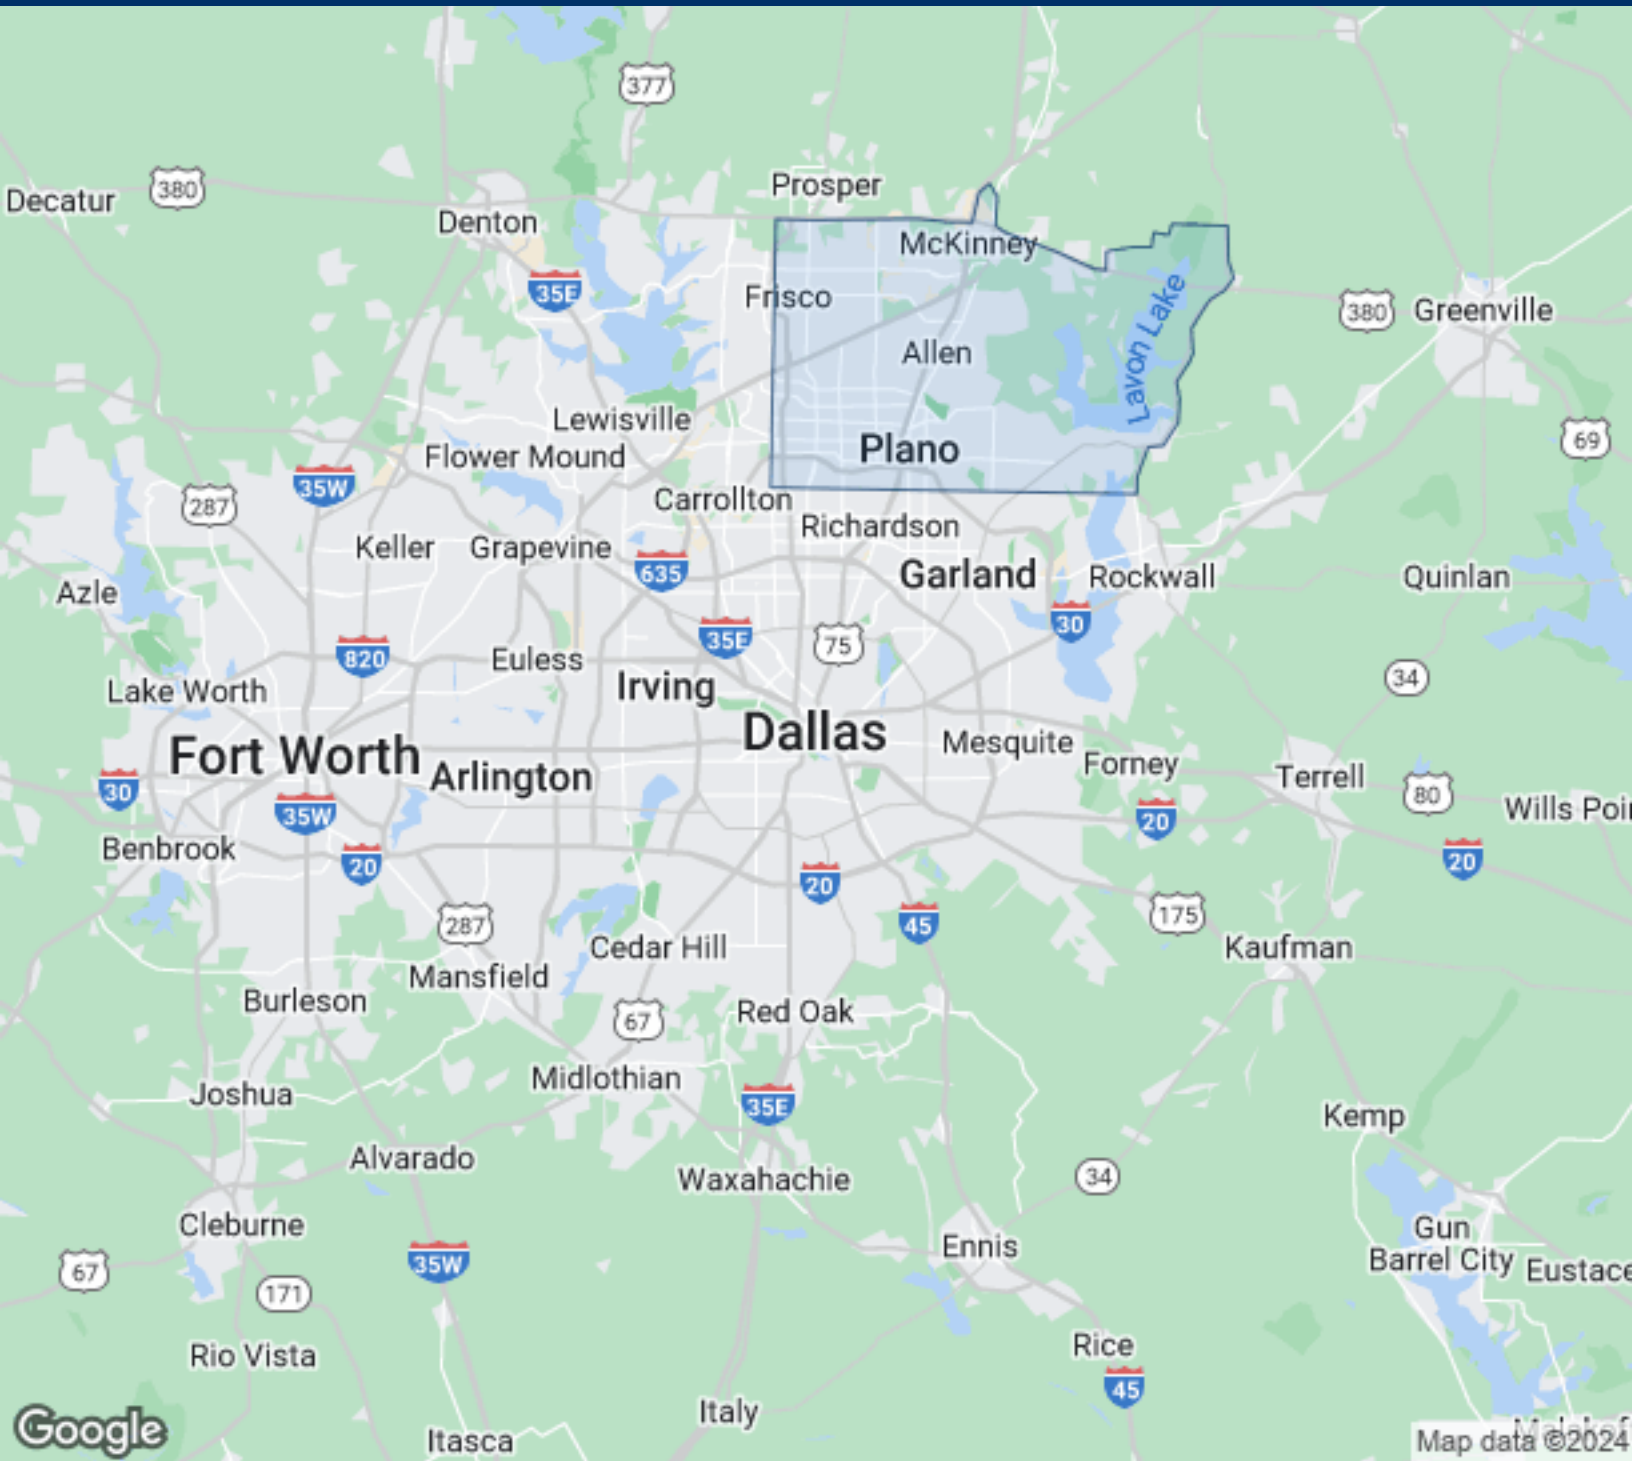 377
Decatur
380
Prosper
Denton
McKinney
35E
Frisco
Lavon Lake
380
Greenville
Allen
Lewisville
69
Flower Mound
Plano
35W
287
Carrollton
Richardson
Keller
Grapevine
635
Garland
Rockwall
Quinlan
Azle
30
35E
75
820
Euless
34
Lake Worth
Irving
Dallas
Mesquite
Fort Worth
Arlington
Forney
Terrell
30
80
35W
20
Wills Poi
Benbrook
20
20
20
287
45
175
Cedar Hill
Kaufman
Mansfield
Burleson
67
Red Oak
Midlothian
Joshua
35E
Kemp
Alvarado
34
Waxahachie
Cleburne
Gun
Barrel City
Ennis
35W
67
Eustace
171
Rio Vista
Rice
45
Italy
Google
Itasca
Map data ©2024